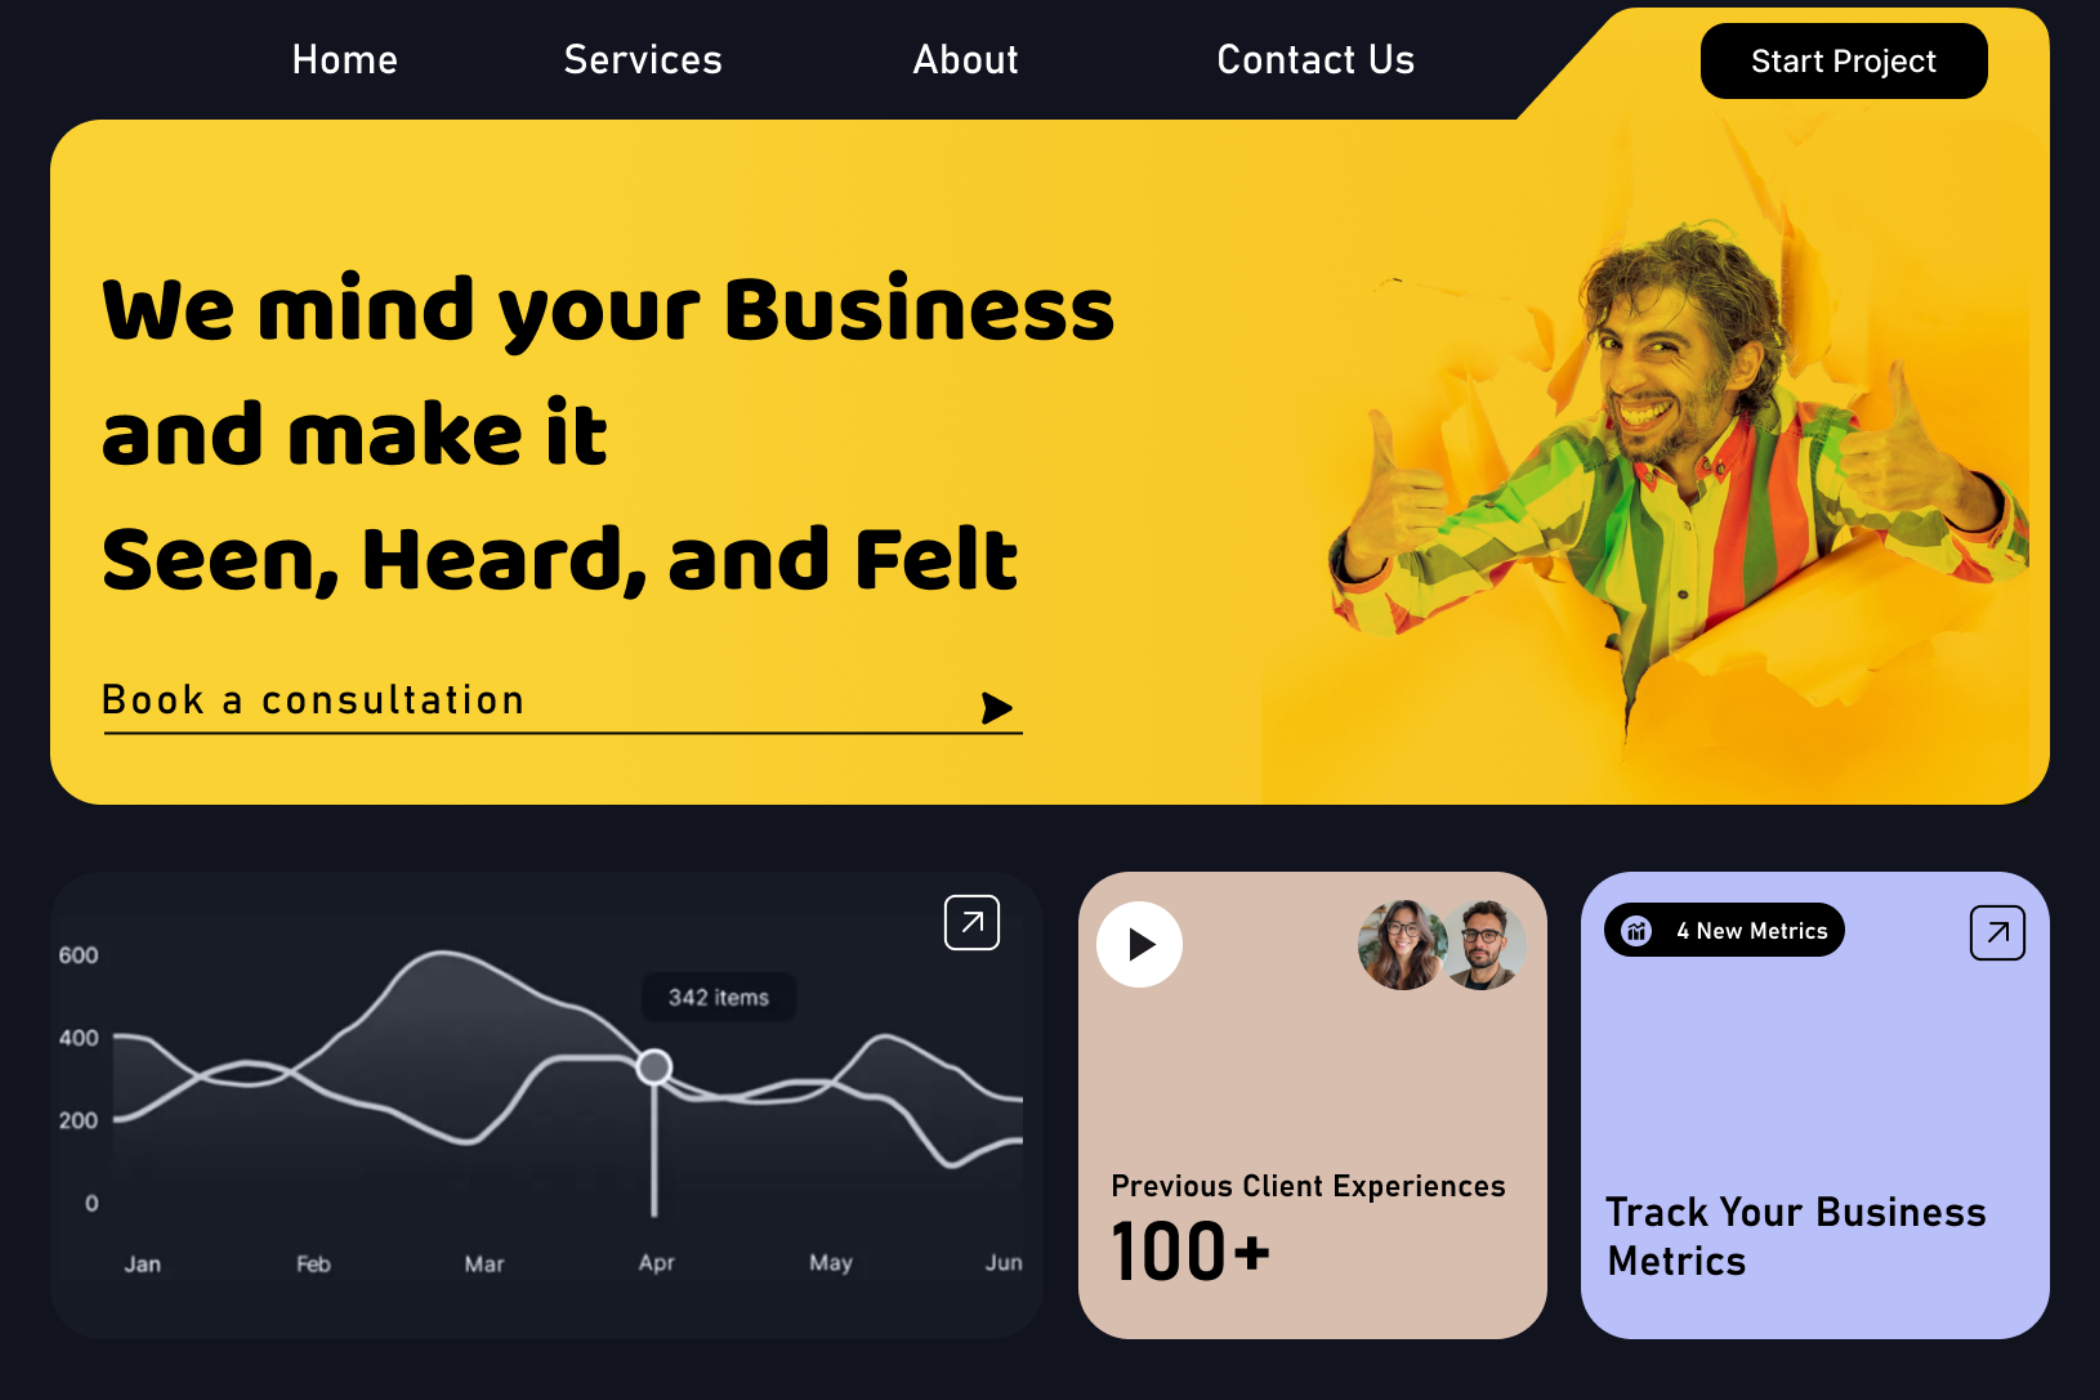 Home Services About Contact Us Start Project
We mind your Business
and make it
Seen, Heard, and Felt
Book a consultation
600
400
200
0
342 items
Jan Feb Mar Apr May Jun
Previous Client Experiences
100+
4 New Metrics
Track Your Business
Metrics